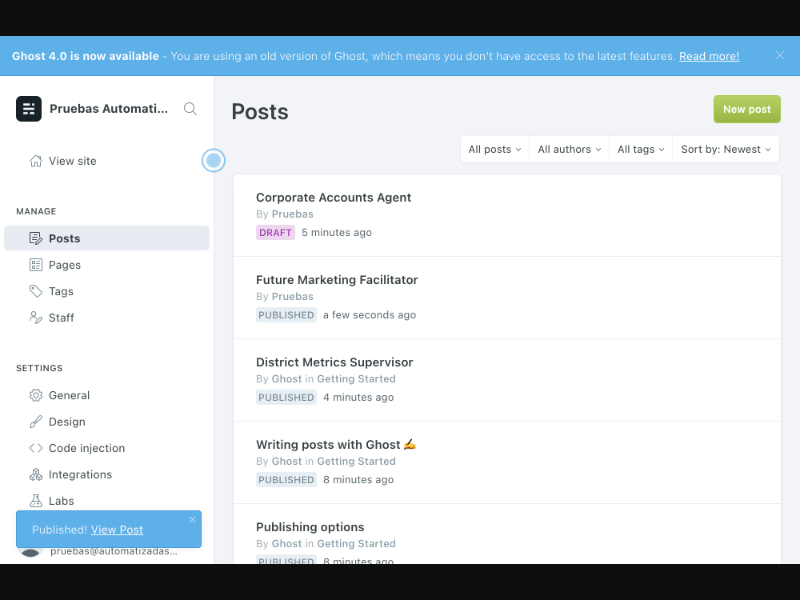 Ghost 4.0 is now available - You are using an old version of Ghost, which means you don't have access to the latest features. Read more!
Pruebas Automati...
View site
MANAGE
Posts
Pages
Tags
Staff
SETTINGS
General
Design
Code injection
Integrations
Labs
Published! View Post
pruebas@automatizadas...
Posts
New post
All posts
All authors
All tags
Sort by: Newest
Corporate Accounts Agent
By Pruebas
DRAFT 5 minutes ago
Future Marketing Facilitator
By Pruebas
PUBLISHED a few seconds ago
District Metrics Supervisor
By Ghost in Getting Started
PUBLISHED 4 minutes ago
Writing posts with Ghost ✍️
By Ghost in Getting Started
PUBLISHED 8 minutes ago
Publishing options
By Ghost in Getting Started
PUBLISHED 8 minutes ago